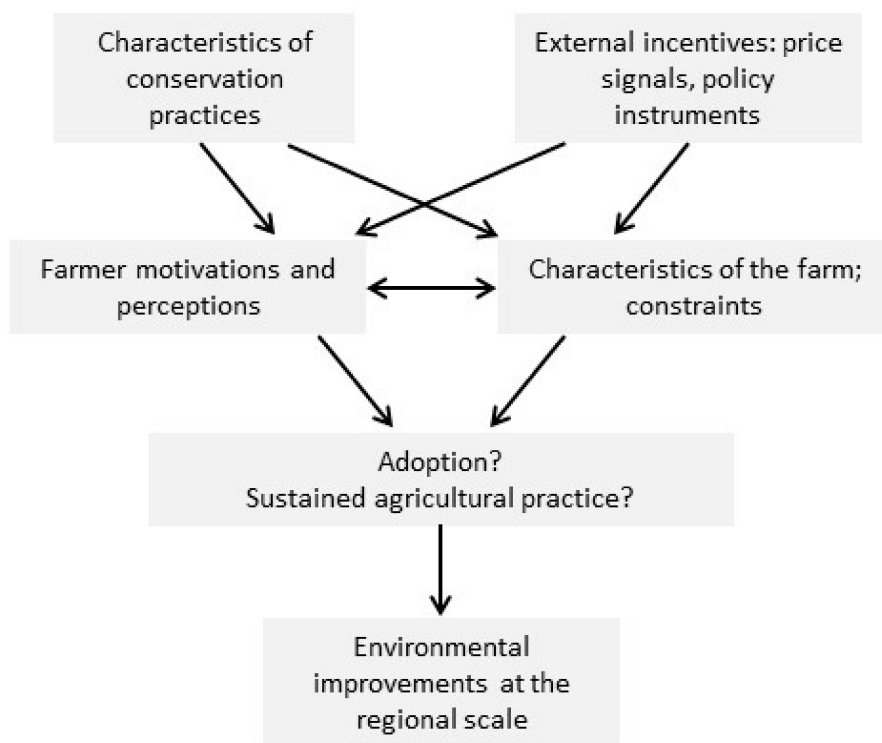 Characteristics of
conservation
practices
External incentives: price
signals, policy
instruments
Farmer motivations and
perceptions
Characteristics of the farm;
constraints
Adoption?
Sustained agricultural practice?
Environmental
improvements at the
regional scale